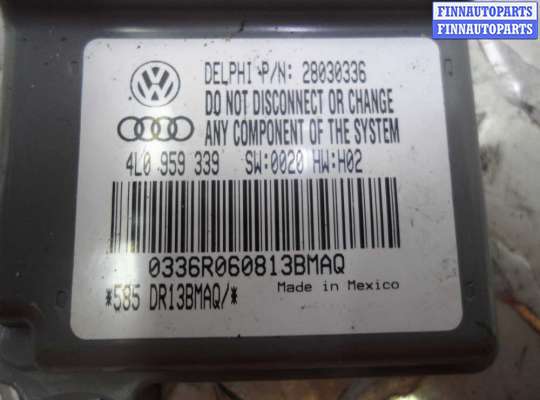 FINNAUTOPARTS
FINNAUTOPARTS
DELPHI P/N: 28030336
DO NOT DISCONNECT OR CHANGE
ANY COMPONENT OF THE SYSTEM
4L0 959 339 SW:0020 HW:H02
0336R060813BMAQ
*585 DR13BMAQ/*
Made in Mexico